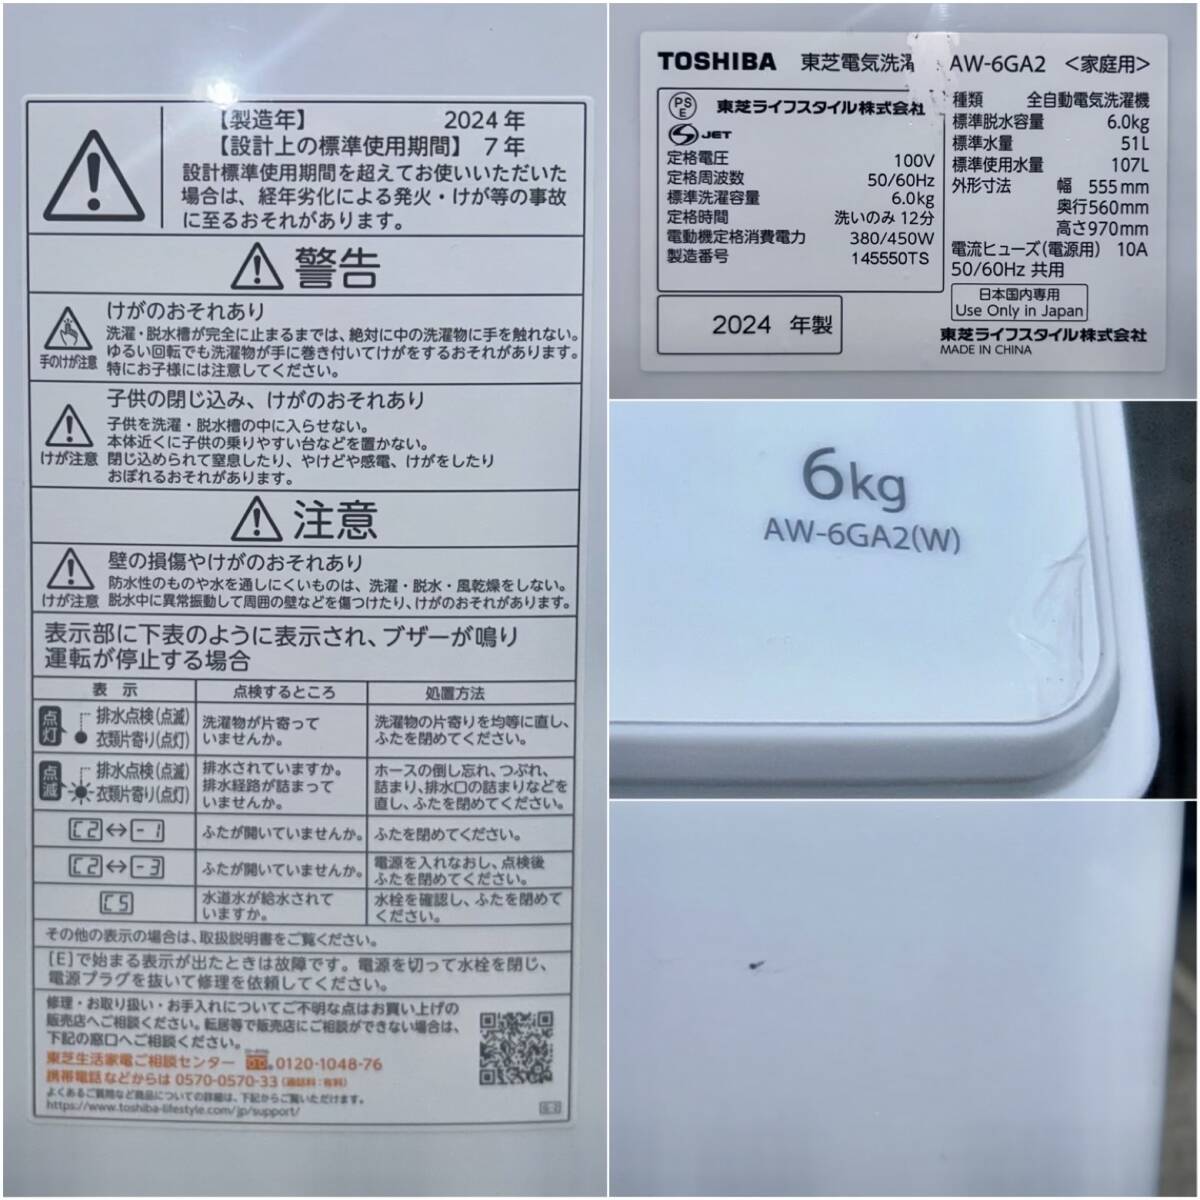 【製造年】 2024年
【設計上の標準使用期間】 7年
設計標準使用期間を超えてお使いいただいた
場合は、経年劣化による発火・けが等の事故
に至るおそれがあります。
警告
けがのおそれあり
洗濯・脱水槽が完全に止まるまでは、絶対に中の洗濯物に手を触れない。
ゆるい回転でも洗濯物が手に巻き付いてけがをするおそれがあります。
特にお子様には注意してください。
手のけが注意
子供の閉じ込み、けがのおそれあり
子供を洗濯・脱水槽の中に入らせない。
本体近くに子供の乗りやすい台などを置かない。
閉じ込められて窒息したり、やけどや感電、けがをしたり
おぼれるおそれがあります。
けが注意
注意
壁の損傷やけがのおそれあり
防水性のものや水を通しにくいものは、洗濯・脱水・風乾燥をしない。
脱水中に異常振動して周囲の壁などを傷つけたり、けがのおそれがあります。
けが注意
表示部に下表のように表示され、ブザーが鳴り
運転が停止する場合
表示 点検するところ 処置方法
点灯 排水点検(点滅)
衣類片寄り(点灯)
洗濯物が片寄って
いませんか。
洗濯物の片寄りを均等に直し、
ふたを閉めてください。
点滅 排水点検(点滅)
衣類片寄り(点灯)
排水されていますか。
排水経路が詰まって
いませんか。
ホースの倒し忘れ、つぶれ、
詰まり、排水口の詰まりなどを
直し、ふたを閉めてください。
C2 ↔ -1 ふたが開いていませんか。 ふたを閉めてください。
C2 ↔ -3 ふたが開いていませんか。
電源を入れなおし、点検後
ふたを閉めてください。
C5
水道水が給水されて
いますか。
水栓を確認し、ふたを閉めて
ください。
その他の表示の場合は、取扱説明書をご覧ください。
[E]で始まる表示が出たときは故障です。電源を切って水栓を閉じ、
電源プラグを抜いて修理を依頼してください。
修理・お取り扱い・お手入れについてご不明な点はお買い上げの
販売店へご相談ください。転居等で販売店にご相談ができない場合は、
下記の窓口へご相談ください。
東芝生活家電ご相談センター 0120-1048-76
携帯電話などからは 0570-0570-33 (通話料:有料)
よくあるご質問など商品についての詳細は、下記からご覧いただけます。
https://www.toshiba-lifestyle.com/jp/support/
TOSHIBA 東芝電気洗濯 AW-6GA2 <家庭用>
PS
E
東芝ライフスタイル株式会社
S JET
定格電圧 100V
定格周波数 50/60Hz
標準洗濯容量 6.0kg
定格時間 洗いのみ 12分
電動機定格消費電力 380/450W
製造番号 145550TS
2024 年製
種類 全自動電気洗濯機
標準脱水容量 6.0kg
標準水量 51L
標準使用水量 107L
外形寸法 幅 555mm
奥行560mm
高さ970mm
電流ヒューズ(電源用) 10A
50/60Hz 共用
日本国内専用
Use Only in Japan
東芝ライフスタイル株式会社
MADE IN CHINA
6kg
AW-6GA2(W)